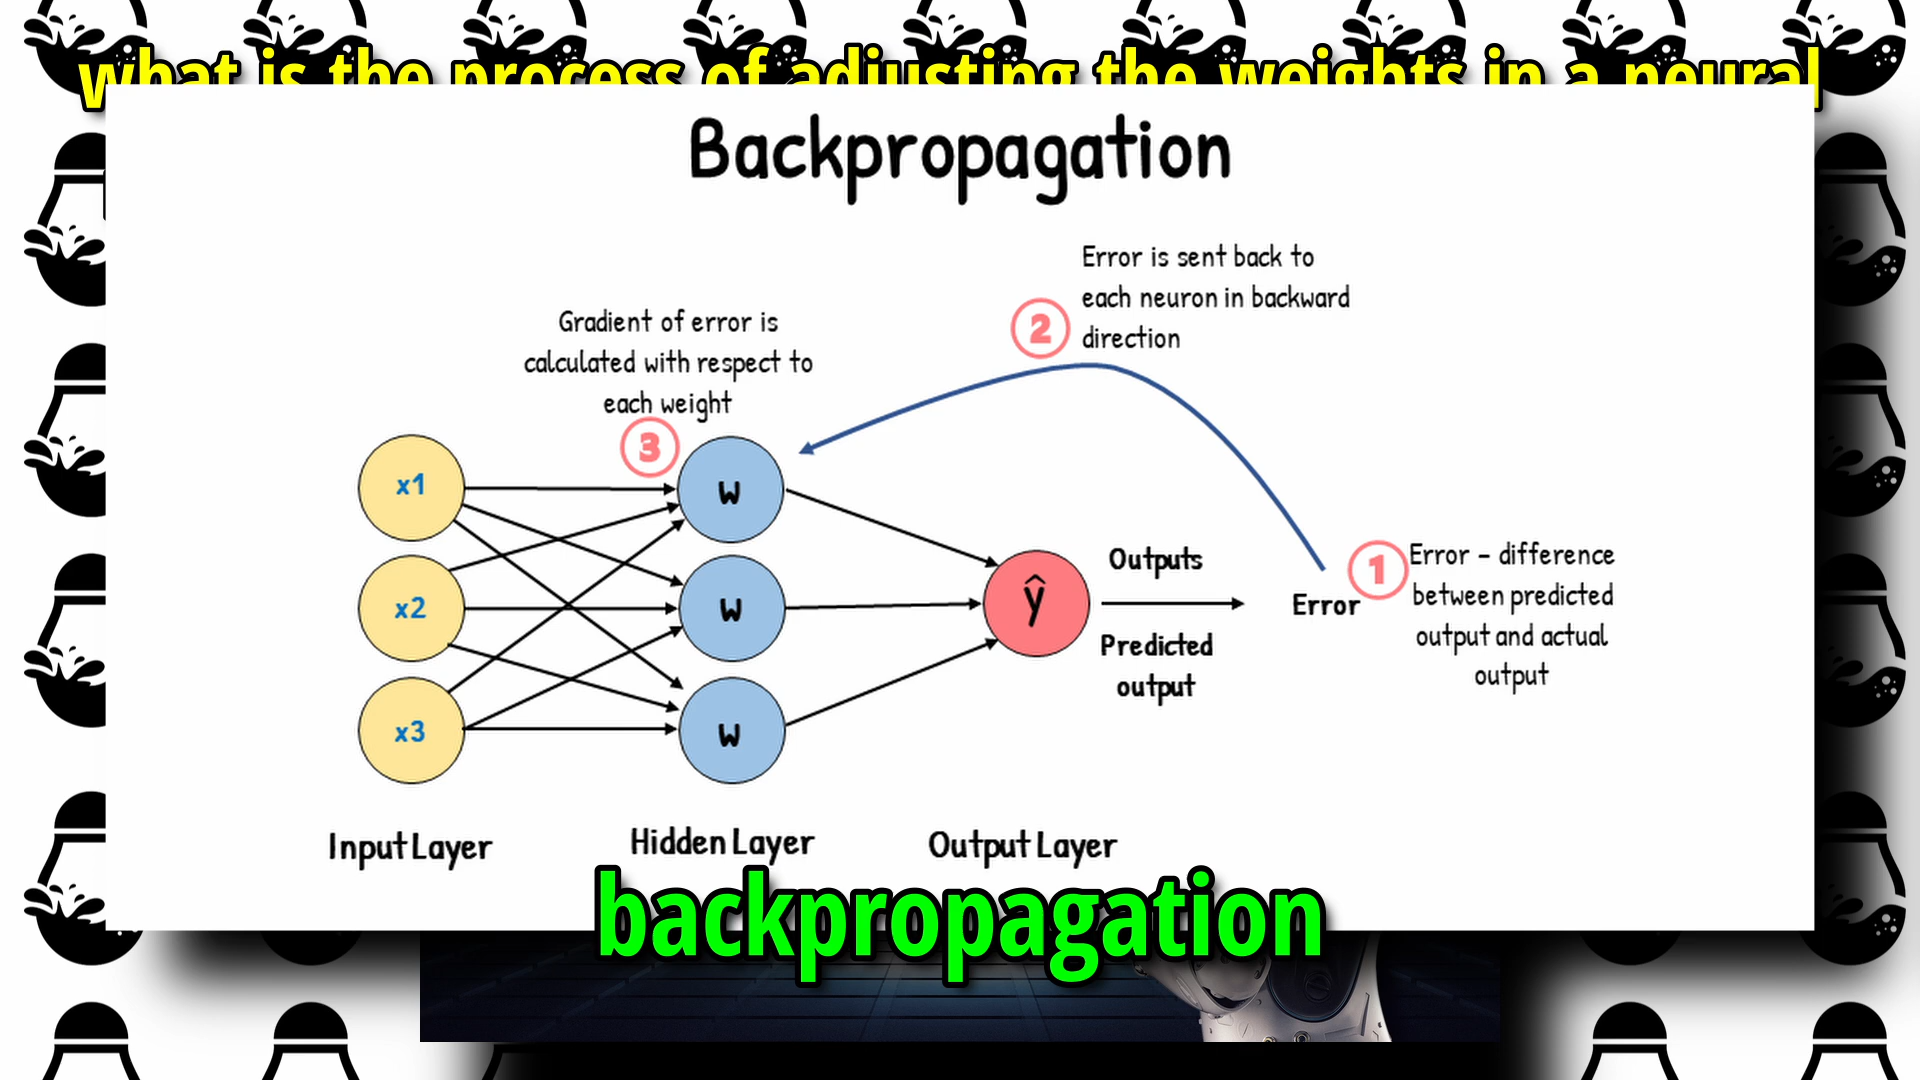 what is the process of adjusting the weights in a neural
Backpropagation
Error is sent back to
each neuron in backward
direction
2
Gradient of error is
calculated with respect to
each weight
3
x1
w
x2
w
x3
w
ŷ
Outputs
Predicted
output
Error
1
Error - difference
between predicted
output and actual
output
Input Layer
Hidden Layer
Output Layer
backpropagation